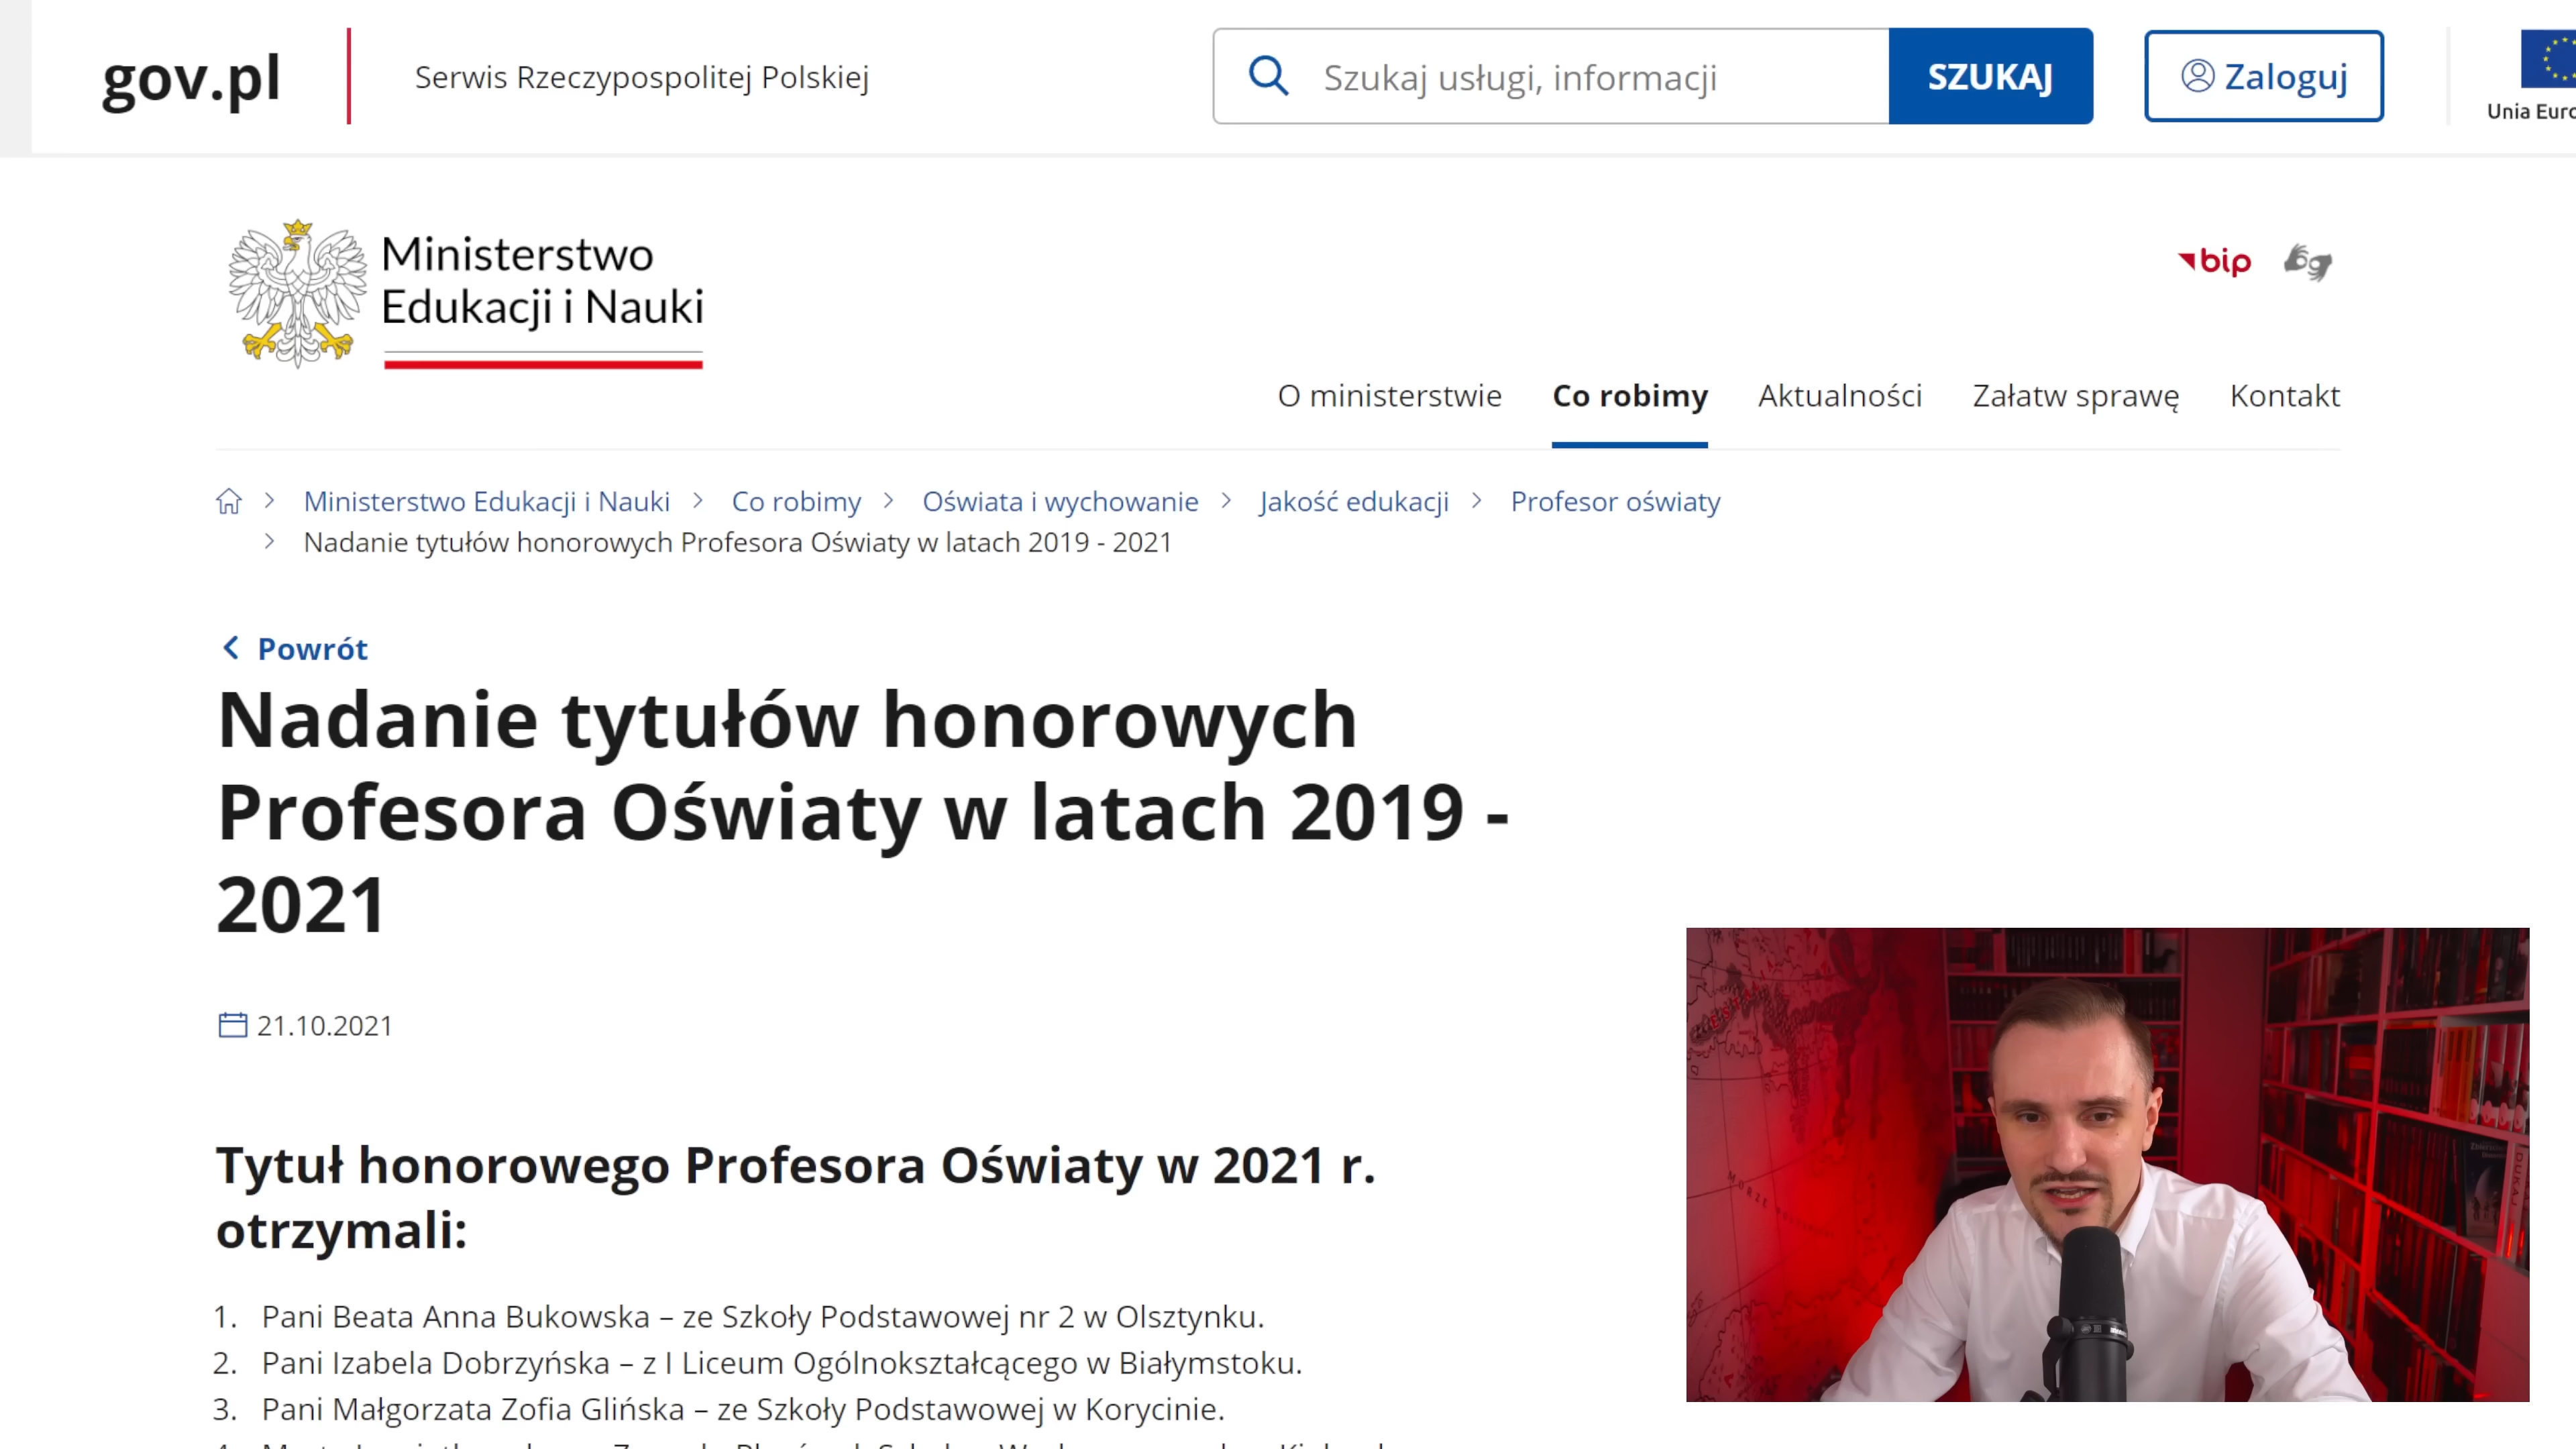 gov.pl
Serwis Rzeczypospolitej Polskiej
Szukaj usługi, informacji
SZUKAJ
Zaloguj
Unia
Ministerstwo
Edukacji i Nauki
bip
O ministerstwie Co robimy Aktualności Załatw sprawę Kontakt
Ministerstwo Edukacji i Nauki > Co robimy > Oświata i wychowanie > Jakość edukacji > Profesor oświaty
> Nadanie tytułów honorowych Profesora Oświaty w latach 2019 - 2021
Powrót
Nadanie tytułów honorowych
Profesora Oświaty w latach 2019 -
2021
21.10.2021
Tytuł honorowego Profesora Oświaty w 2021 r.
otrzymali:
1. Pani Beata Anna Bukowska – ze Szkoły Podstawowej nr 2 w Olsztynku.
2. Pani Izabela Dobrzyńska – z I Liceum Ogólnokształcącego w Białymstoku.
3. Pani Małgorzata Zofia Glińska – ze Szkoły Podstawowej w Korycinie.
DUKAJ